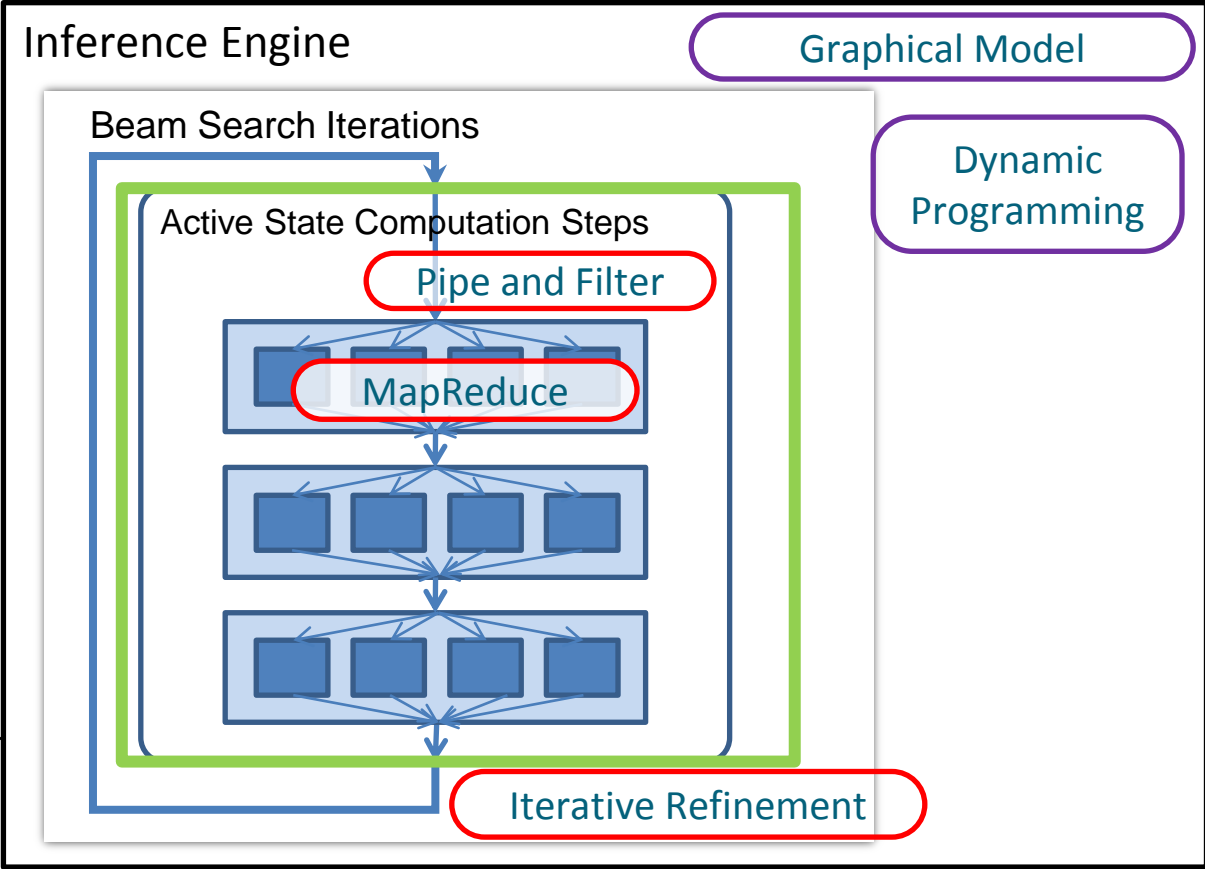 Inference Engine
Graphical Model
Beam Search Iterations
Dynamic
Programming
Active State Computation Steps
Pipe and Filter
MapReduce
Iterative Refinement